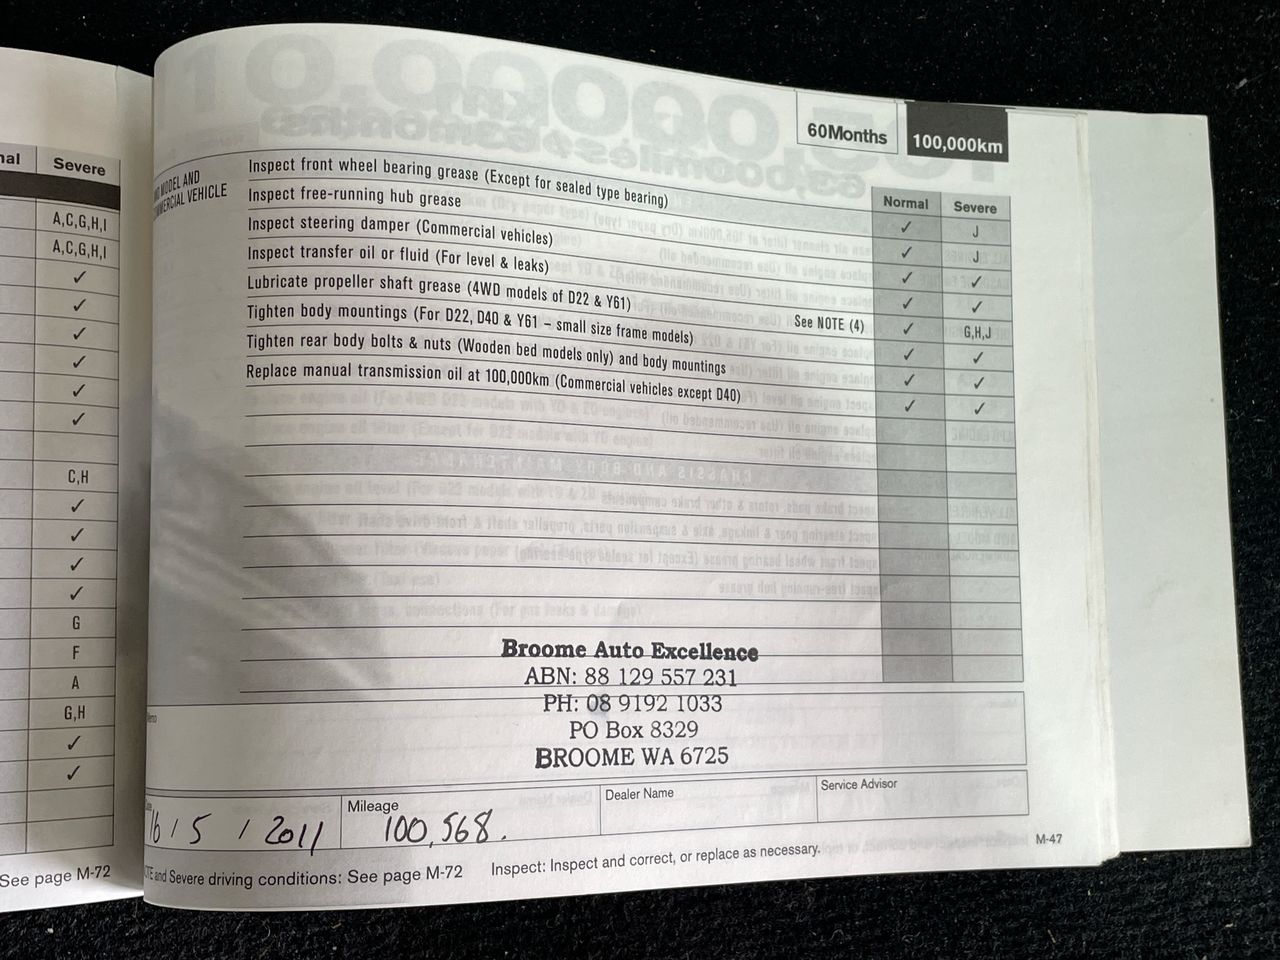 nal Severe
A,C,G,H,I
A,C,G,H,I
✓
✓
✓
✓
✓
✓
C,H
✓
✓
✓
✓
G
F
A
G,H
✓
✓
See page M-72
60Months 100,000km
MODEL AND
COMMERCIAL VEHICLE
Normal Severe
Inspect front wheel bearing grease (Except for sealed type bearing) ✓ J
Inspect free-running hub grease ✓ J
Inspect steering damper (Commercial vehicles) ✓ ✓
Inspect transfer oil or fluid (For level & leaks) ✓ ✓
Lubricate propeller shaft grease (4WD models of D22 & Y61) See NOTE (4) ✓ G,H,J
Tighten body mountings (For D22, D40 & Y61 – small size frame models) ✓ ✓
Tighten rear body bolts & nuts (Wooden bed models only) and body mountings ✓ ✓
Replace manual transmission oil at 100,000km (Commercial vehicles except D40) ✓ ✓
Broome Auto Excellence
ABN: 88 129 557 231
PH: 08 9192 1033
PO Box 8329
BROOME WA 6725
Mileage Dealer Name Service Advisor
16 / 5 / 2011 100,568.
and Severe driving conditions: See page M-72 Inspect: Inspect and correct, or replace as necessary.
M-47